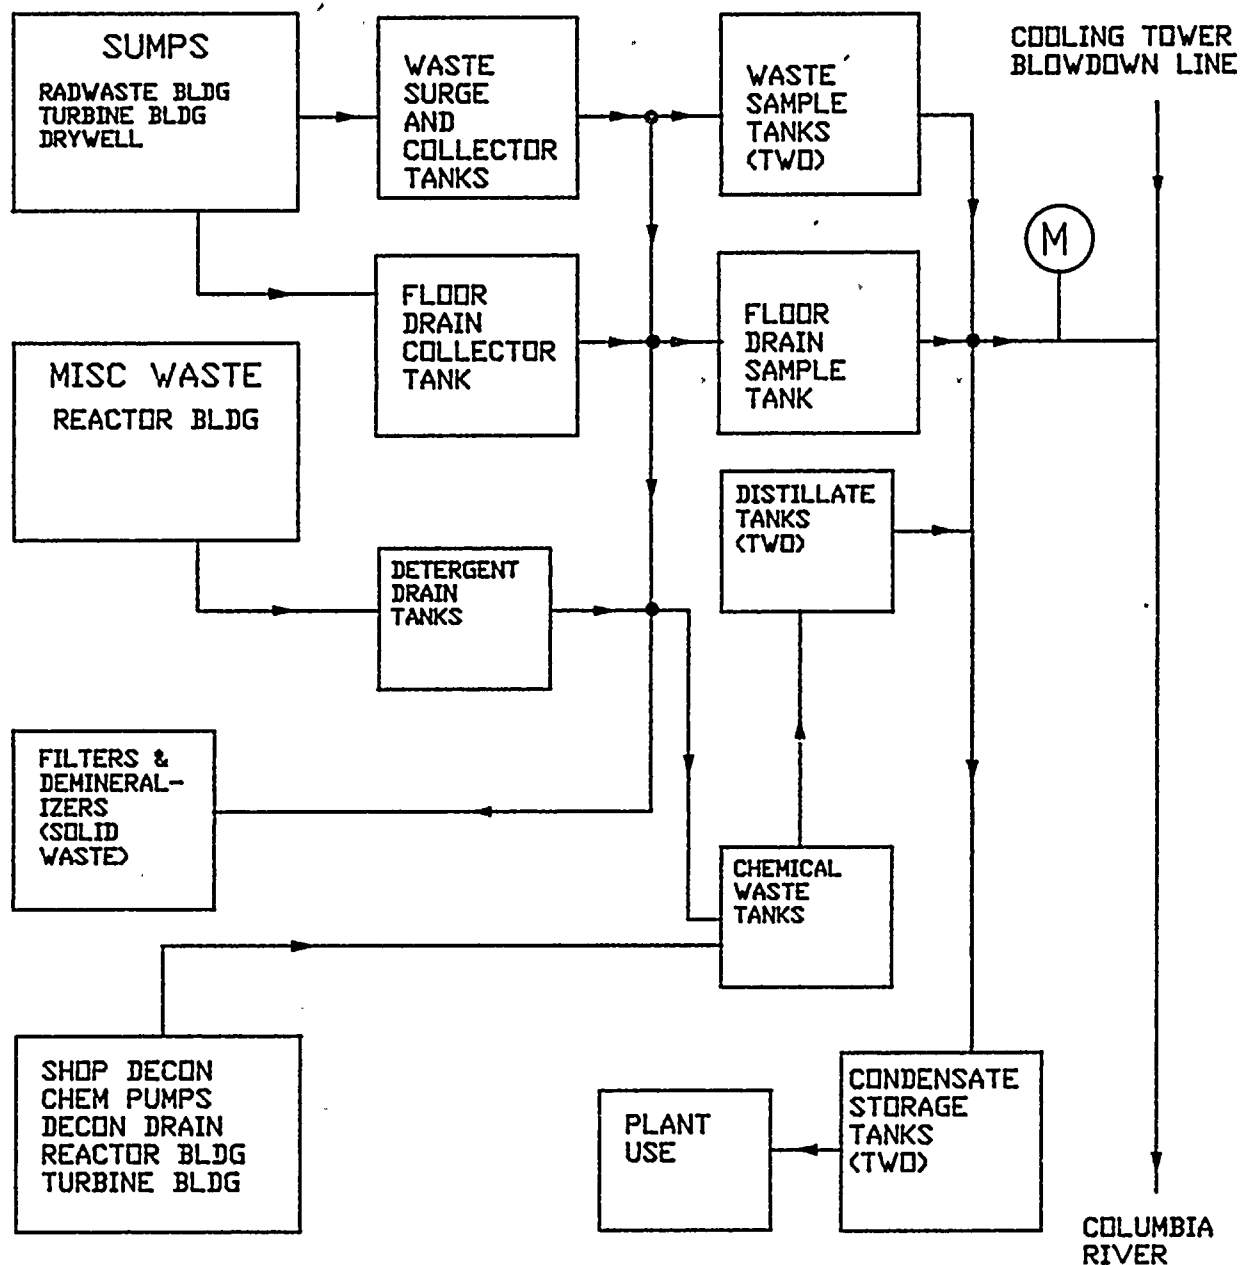 SUMPS
RADWASTE BLDG
TURBINE BLDG
DRYWELL
WASTE
SURGE
AND
COLLECTOR
TANKS
WASTE
SAMPLE
TANKS
(TWO)
COOLING TOWER
BLOWDOWN LINE
M
FLOOR
DRAIN
COLLECTOR
TANK
FLOOR
DRAIN
SAMPLE
TANK
MISC WASTE
REACTOR BLDG
DISTILLATE
TANKS
(TWO)
DETERGENT
DRAIN
TANKS
FILTERS &
DEMINERAL-
IZERS
(SOLID
WASTE)
CHEMICAL
WASTE
TANKS
SHOP DECON
CHEM PUMPS
DECON DRAIN
REACTOR BLDG
TURBINE BLDG
PLANT
USE
CONDENSATE
STORAGE
TANKS
(TWO)
COLUMBIA
RIVER